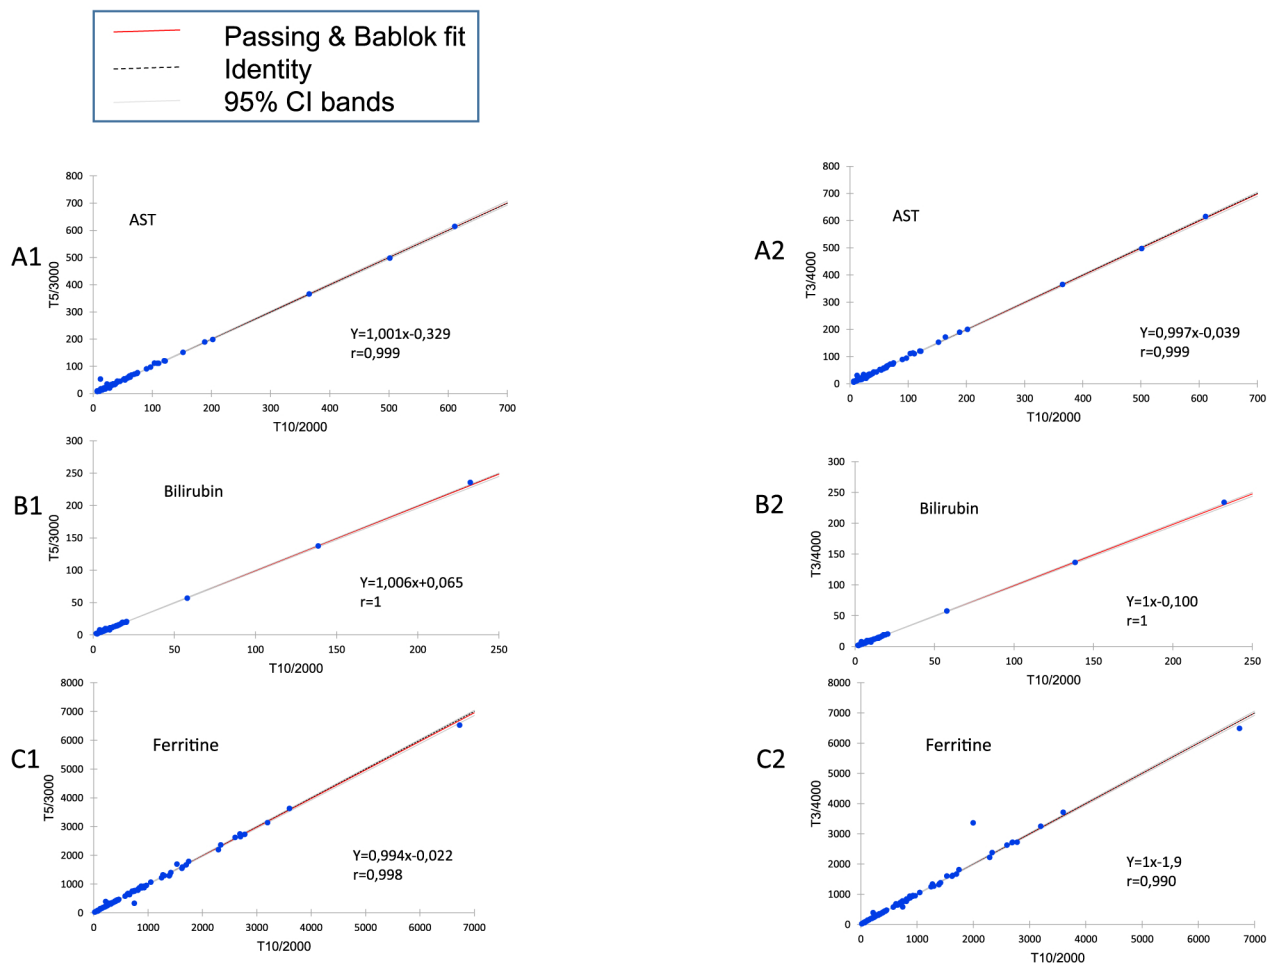 Passing & Bablok fit
Identity
95% CI bands
A1
AST
T5/3000
800
700
600
500
400
300
200
100
0
Y=1,001x-0,329
r=0,999
0 100 200 300 400 500 600 700
T10/2000
A2
AST
T3/4000
800
700
600
500
400
300
200
100
0
Y=0,997x-0,039
r=0,999
0 100 200 300 400 500 600 700
T10/2000
B1
Bilirubin
T5/3000
300
250
200
150
100
50
0
Y=1,006x+0,065
r=1
0 50 100 150 200 250
T10/2000
B2
Bilirubin
T3/4000
300
250
200
150
100
50
0
Y=1x-0,100
r=1
0 50 100 150 200 250
T10/2000
C1
Ferritine
T5/3000
8000
7000
6000
5000
4000
3000
2000
1000
0
Y=0,994x-0,022
r=0,998
0 1000 2000 3000 4000 5000 6000 7000
T10/2000
C2
Ferritine
T3/4000
8000
7000
6000
5000
4000
3000
2000
1000
0
Y=1x-1,9
r=0,990
0 1000 2000 3000 4000 5000 6000 7000
T10/2000